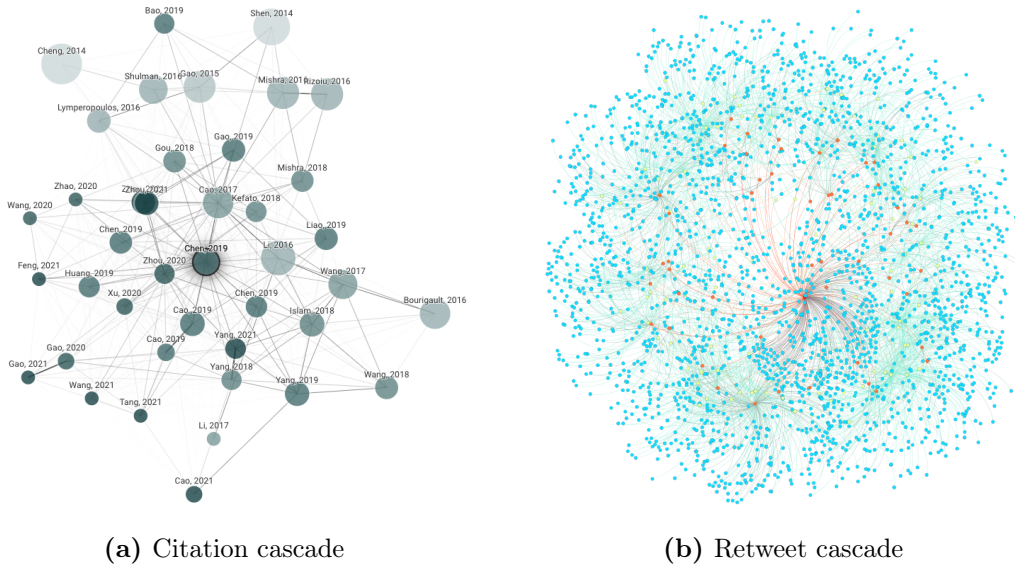 Bao, 2019
Shen, 2014
Cheng, 2014
Shulman, 2016
Gao, 2015
Mishra, 2016
Rizoiu, 2016
Lymperopoulos, 2016
Gao, 2019
Gou, 2018
Mishra, 2018
Zhou, 2021
Zhao, 2020
Cao, 2017
Kefato, 2018
Wang, 2020
Chen, 2019
Liao, 2019
Chen, 2019
Li, 2016
Zhou, 2020
Feng, 2021
Huang, 2019
Wang, 2017
Xu, 2020
Chen, 2019
Bourigault, 2016
Cao, 2019
Islam, 2018
Yang, 2021
Cao, 2019
Gao, 2020
Gao, 2021
Yang, 2018
Wang, 2018
Yang, 2019
Wang, 2021
Tang, 2021
Li, 2017
Cao, 2021
(a) Citation cascade
(b) Retweet cascade